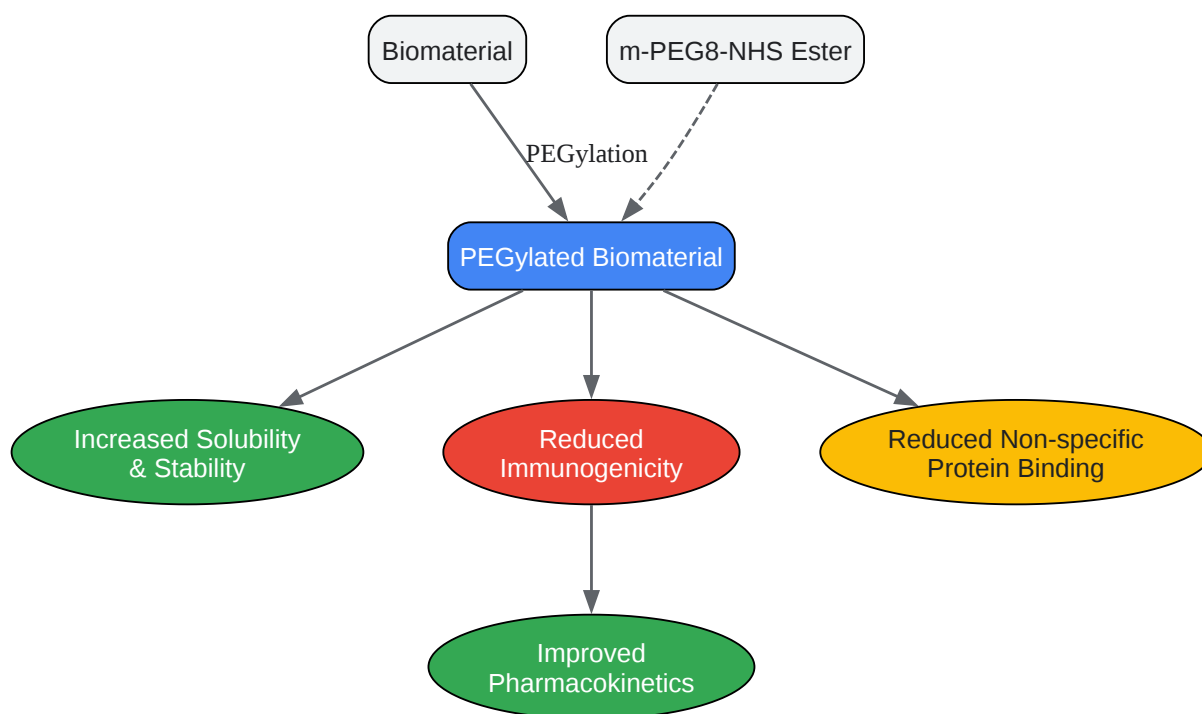 Biomaterial
m-PEG8-NHS Ester
PEGylation
PEGylated Biomaterial
Increased Solubility
& Stability
Reduced
Immunogenicity
Reduced Non-specific
Protein Binding
Improved
Pharmacokinetics